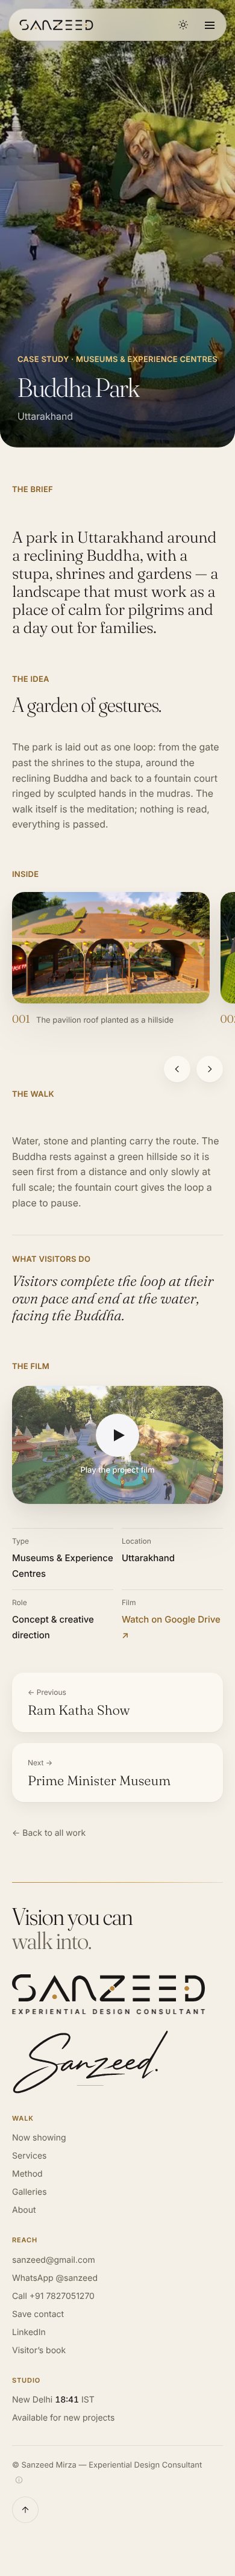 SANZEED
CASE STUDY · MUSEUMS & EXPERIENCE CENTRES
Buddha Park
Uttarakhand
THE BRIEF
A park in Uttarakhand around
a reclining Buddha, with a
stupa, shrines and gardens — a
landscape that must work as a
place of calm for pilgrims and
a day out for families.
THE IDEA
A garden of gestures.
The park is laid out as one loop: from the gate
past the shrines to the stupa, around the
reclining Buddha and back to a fountain court
ringed by sculpted hands in the mudras. The
walk itself is the meditation; nothing is read,
everything is passed.
INSIDE
001 The pavilion roof planted as a hillside
THE WALK
Water, stone and planting carry the route. The
Buddha rests against a green hillside so it is
seen first from a distance and only slowly at
full scale; the fountain court gives the loop a
place to pause.
WHAT VISITORS DO
Visitors complete the loop at their
own pace and end at the water,
facing the Buddha.
THE FILM
Play the project film
Type
Museums & Experience
Centres
Location
Uttarakhand
Role
Concept & creative
direction
Film
Watch on Google Drive
↗
← Previous
Ram Katha Show
Next →
Prime Minister Museum
← Back to all work
Vision you can
walk into.
SANZEED
EXPERIENTIAL DESIGN CONSULTANT
Sanzeed.
WALK
Now showing
Services
Method
Galleries
About
REACH
sanzeed@gmail.com
WhatsApp @sanzeed
Call +91 7827051270
Save contact
LinkedIn
Visitor's book
STUDIO
New Delhi 18:41 IST
Available for new projects
© Sanzeed Mirza — Experiential Design Consultant